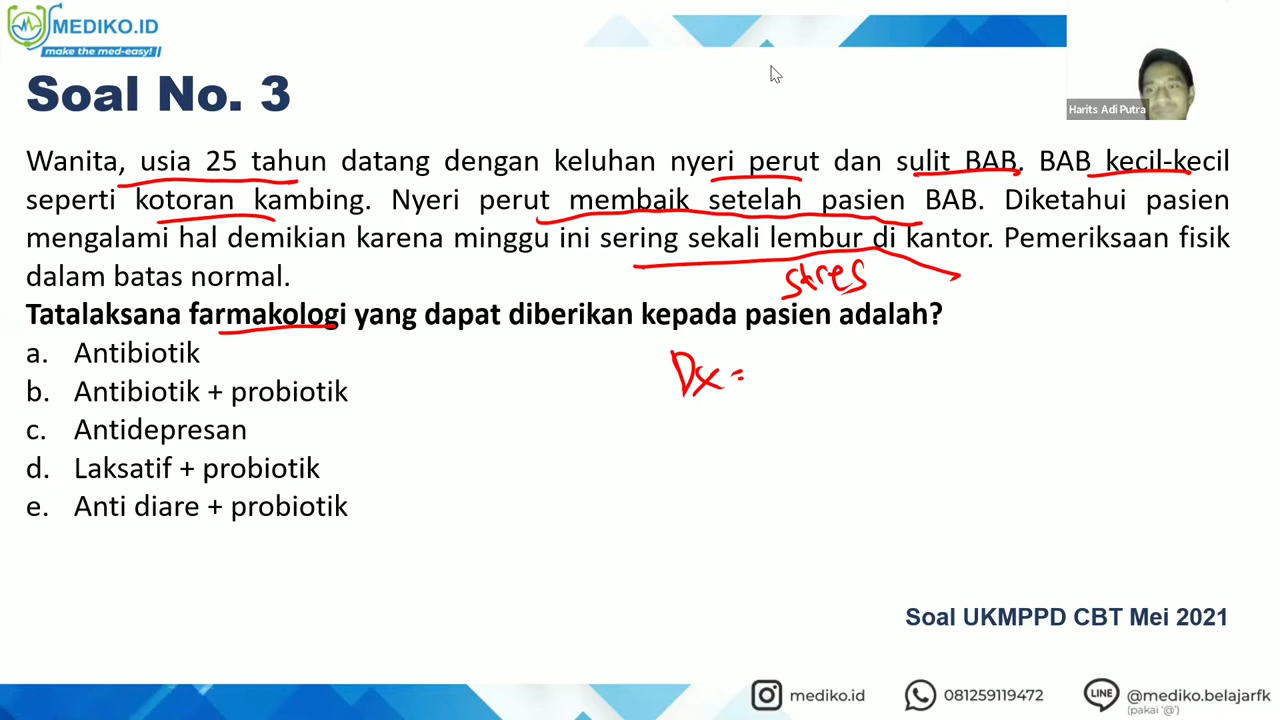 MEDIKO.ID
make the med-easy!
Harits Adi Putra
Soal No. 3
Wanita, usia 25 tahun datang dengan keluhan nyeri perut dan sulit BAB. BAB kecil-kecil
seperti kotoran kambing. Nyeri perut membaik setelah pasien BAB. Diketahui pasien
mengalami hal demikian karena minggu ini sering sekali lembur di kantor. Pemeriksaan fisik
dalam batas normal.
stres
Tatalaksana farmakologi yang dapat diberikan kepada pasien adalah?
a. Antibiotik
Dx =
b. Antibiotik + probiotik
c. Antidepresan
d. Laksatif + probiotik
e. Anti diare + probiotik
Soal UKMPPD CBT Mei 2021
mediko.id
081259119472
LINE
@mediko.belajarfk
(pakai '@')